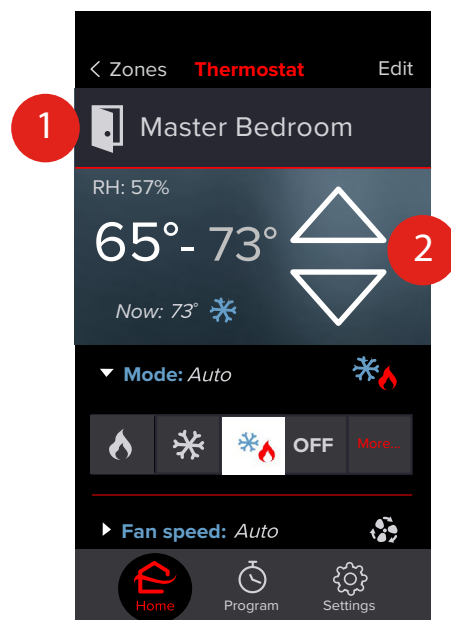 < Zones Thermostat Edit
1 Master Bedroom
RH: 57%
65°- 73°
2
Now: 73°
Mode: Auto
OFF More...
Fan speed: Auto
Home Program Settings